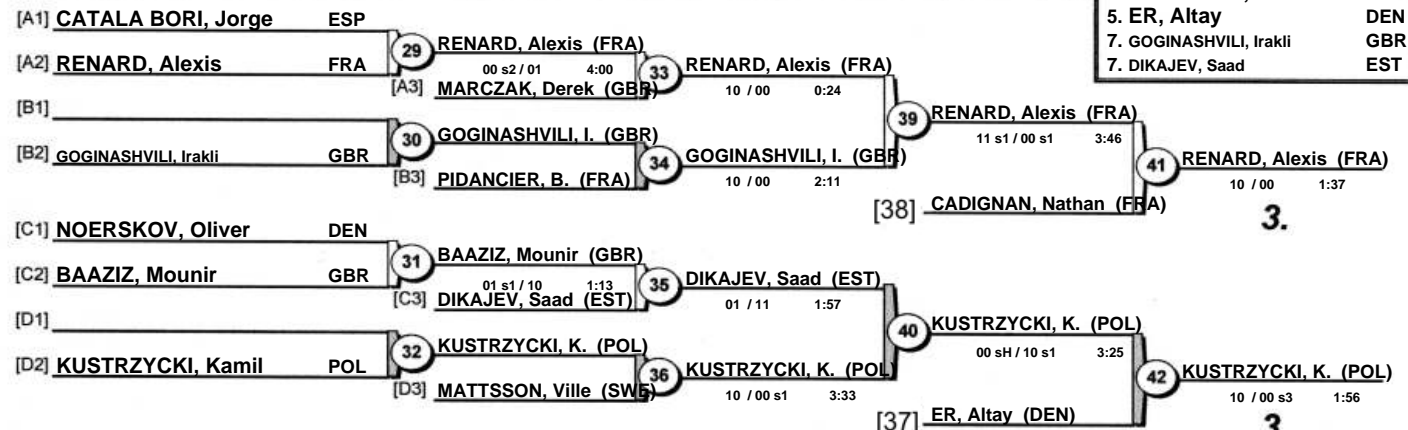 [A1] CATALA BORI, Jorge ESP
5. ER, Altay DEN
29 RENARD, Alexis (FRA)
7. GOGINASHVILI, Irakli GBR
[A2] RENARD, Alexis FRA
00 s2 / 01 4:00
33 RENARD, Alexis (FRA)
7. DIKAJEV, Saad EST
[A3] MARCZAK, Derek (GBR)
10 / 00 0:24
[B1]
39 RENARD, Alexis (FRA)
30 GOGINASHVILI, I. (GBR)
11 s1 / 00 s1 3:46
[B2] GOGINASHVILI, Irakli GBR
34 GOGINASHVILI, I. (GBR)
41 RENARD, Alexis (FRA)
[B3] PIDANCIER, B. (FRA)
10 / 00 2:11
10 / 00 1:37
[38] CADIGNAN, Nathan (FRA)
3.
[C1] NOERSKOV, Oliver DEN
31 BAAZIZ, Mounir (GBR)
[C2] BAAZIZ, Mounir GBR
01 s1 / 10 1:13
35 DIKAJEV, Saad (EST)
[C3] DIKAJEV, Saad (EST)
01 / 11 1:57
[D1]
40 KUSTRZYCKI, K. (POL)
32 KUSTRZYCKI, K. (POL)
00 sH / 10 s1 3:25
[D2] KUSTRZYCKI, Kamil POL
36 KUSTRZYCKI, K. (POL)
42 KUSTRZYCKI, K. (POL)
[D3] MATTSSON, Ville (SWE)
10 / 00 s1 3:33
10 / 00 s3 1:56
[37] ER, Altay (DEN)
3